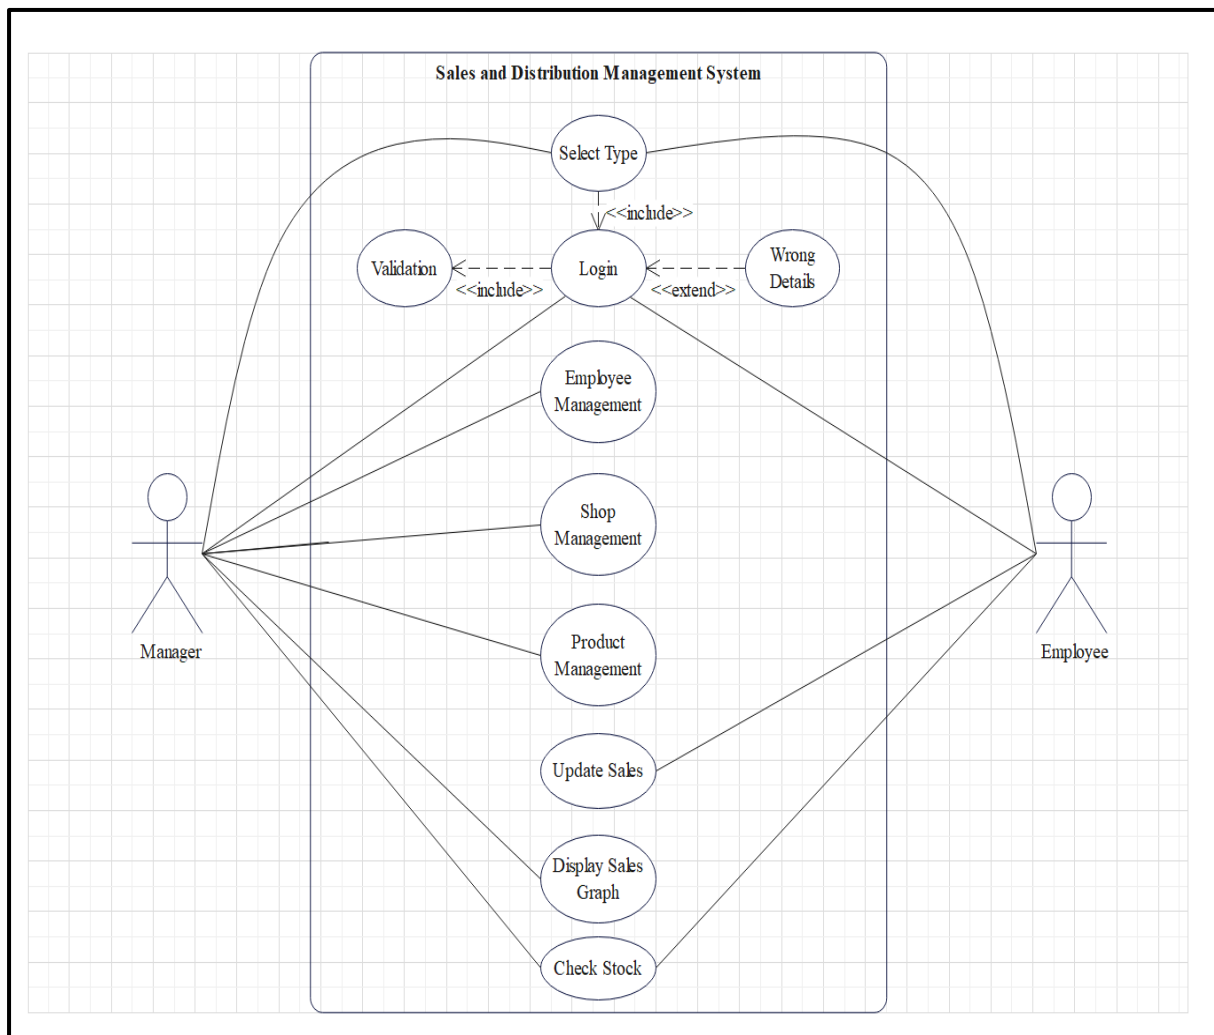 Sales and Distribution Management System
Select Type
<<include>>
Validation
Login
Wrong
Details
<<include>>
<<extend>>
Employee
Management
Shop
Management
Manager
Employee
Product
Management
Update Sales
Display Sales
Graph
Check Stock